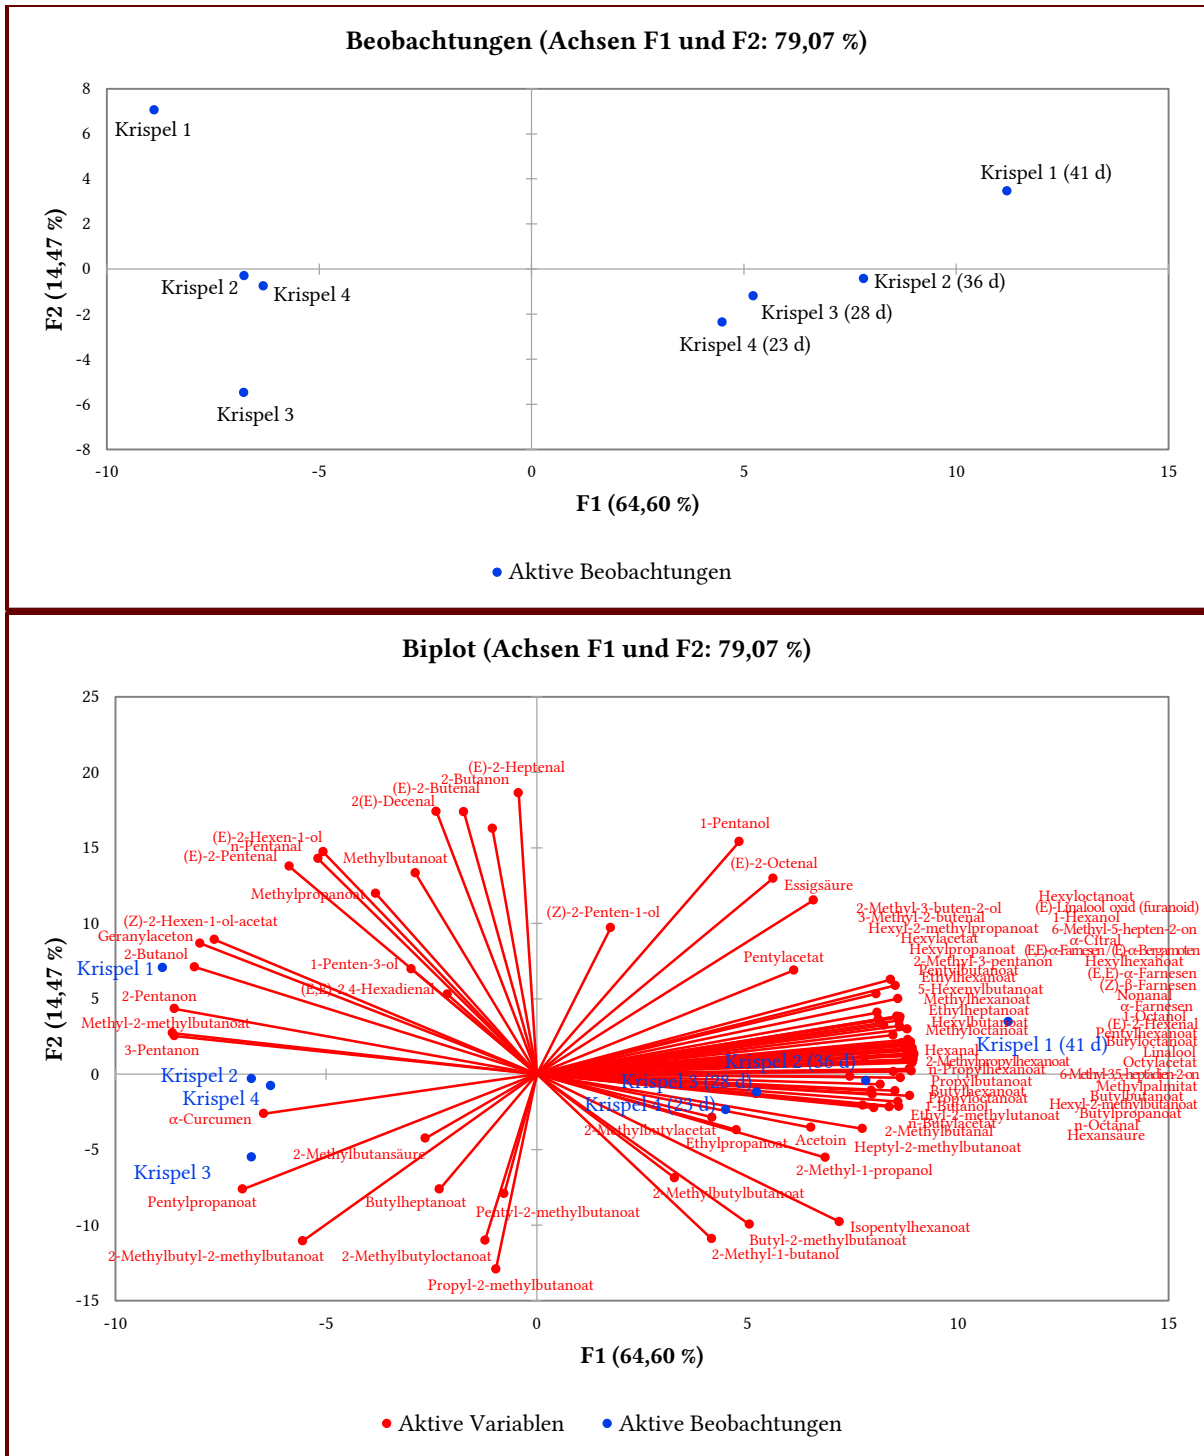 Beobachtungen (Achsen F1 und F2: 79,07 %)
8
6
4
2
0
-2
-4
-6
-8
-10
-5
0
5
10
15
F2 (14,47 %)
F1 (64,60 %)
Krispel 1
Krispel 1 (41 d)
Krispel 2
Krispel 4
Krispel 2 (36 d)
Krispel 3 (28 d)
Krispel 4 (23 d)
Krispel 3
Aktive Beobachtungen
Biplot (Achsen F1 und F2: 79,07 %)
25
20
15
10
5
0
-5
-10
-15
-10
-5
0
5
10
15
F2 (14,47 %)
F1 (64,60 %)
(E)-2-Heptenal
2-Butanon
(E)-2-Butenal
2(E)-Decenal
1-Pentanol
(E)-2-Hexen-1-ol
n-Pentanal
(E)-2-Pentenal
Methylbutanoat
(E)-2-Octenal
Essigsäure
Methylpropanoat
(Z)-2-Penten-1-ol
(Z)-2-Hexen-1-ol-acetat
Geranylaceton
2-Butanol
Krispel 1
1-Penten-3-ol
Pentylacetat
(E,E)-2,4-Hexadienal
2-Pentanon
Methyl-2-methylbutanoat
3-Pentanon
Krispel 2
Krispel 4
α-Curcumen
2-Methylbutansäure
Krispel 3
Pentylpropanoat
Butylheptanoat
Pentyl-2-methylbutanoat
2-Methylbutyl-2-methylbutanoat
2-Methylbutyloctanoat
Propyl-2-methylbutanoat
2-Methyl-3-buten-2-ol
3-Methyl-2-butenal
Hexyl-2-methylpropanoat
Hexylacetat
Hexylpropanoat
2-Methyl-3-pentanon
Pentylbutanoat
Ethylhexanoat
5-Hexenylbutanoat
Methylhexanoat
Ethylheptanoat
Hexylbutanoat
Methyloctanoat
Hexanal
2-Methylpropylhexanoat
n-Propylhexanoat
Propylbutanoat
Butylhexanoat
Propyloctanoat
1-Butanol
Ethyl-2-methylutanoat
n-Butylacetat
2-Methylbutanal
Heptyl-2-methylbutanoat
Hexyloctanoat
(E)-Linalool oxid (furanoid)
1-Hexanol
6-Methyl-5-hepten-2-on
α-Citral
(E,E)-α-Farnesen / (E)-α-Bergamoten
Hexylhexanoat
(E,E)-α-Farnesen
(Z)-β-Farnesen
Nonanal
α-Farnesen
1-Octanol
(E)-2-Hexenal
Pentylhexanoat
Butyloctanoat
Linalool
Octylacetat
6-Methyl-3,5-heptadien-2-on
Methylpalmitat
Butylbutanoat
Hexyl-2-methylbutanoat
Butylpropanoat
n-Octanal
Hexansäure
Krispel 1 (41 d)
Krispel 2 (36 d)
Krispel 3 (28 d)
Krispel 4 (23 d)
2-Methylbutylacetat
Ethylpropanoat
Acetoin
2-Methyl-1-propanol
2-Methylbutylbutanoat
Isopentylhexanoat
Butyl-2-methylbutanoat
2-Methyl-1-butanol
Aktive Variablen
Aktive Beobachtungen